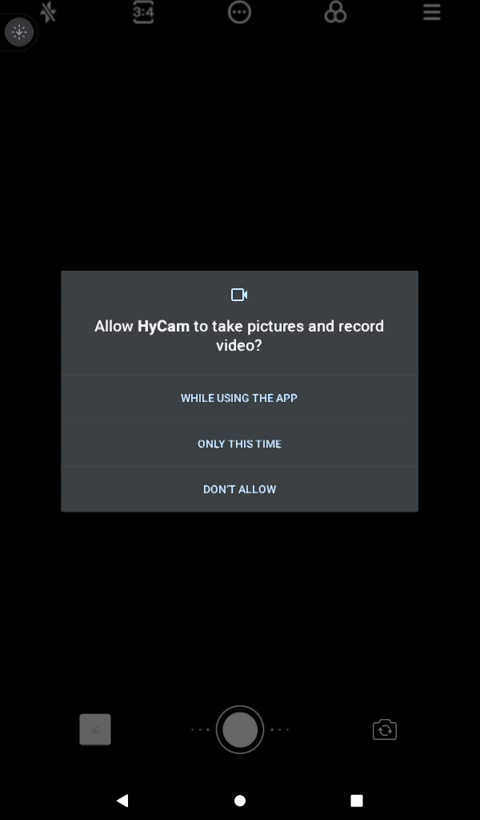 3:4
Allow HyCam to take pictures and record
video?
WHILE USING THE APP
ONLY THIS TIME
DON'T ALLOW